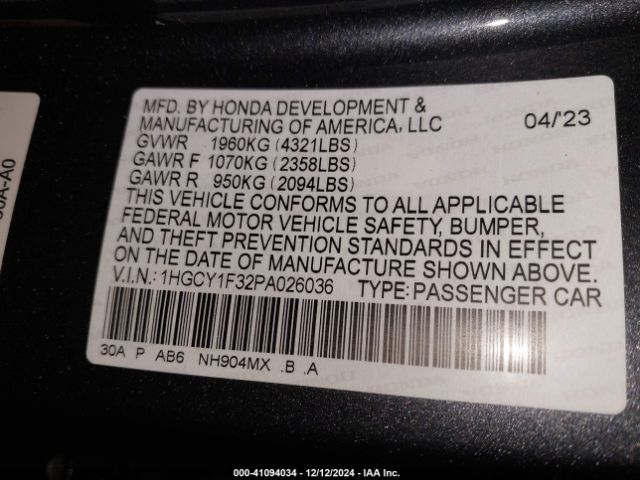 MFD. BY HONDA DEVELOPMENT &
MANUFACTURING OF AMERICA, LLC 04/'23
GVWR 1960KG (4321LBS)
GAWR F 1070KG (2358LBS)
GAWR R 950KG (2094LBS)
THIS VEHICLE CONFORMS TO ALL APPLICABLE
FEDERAL MOTOR VEHICLE SAFETY, BUMPER,
AND THEFT PREVENTION STANDARDS IN EFFECT
ON THE DATE OF MANUFACTURE SHOWN ABOVE.
V.I.N.: 1HGCY1F32PA026036 TYPE: PASSENGER CAR
30A P AB6 NH904MX .B .A
0A-A0
000-41094034 - 12/12/2024 - IAA Inc.